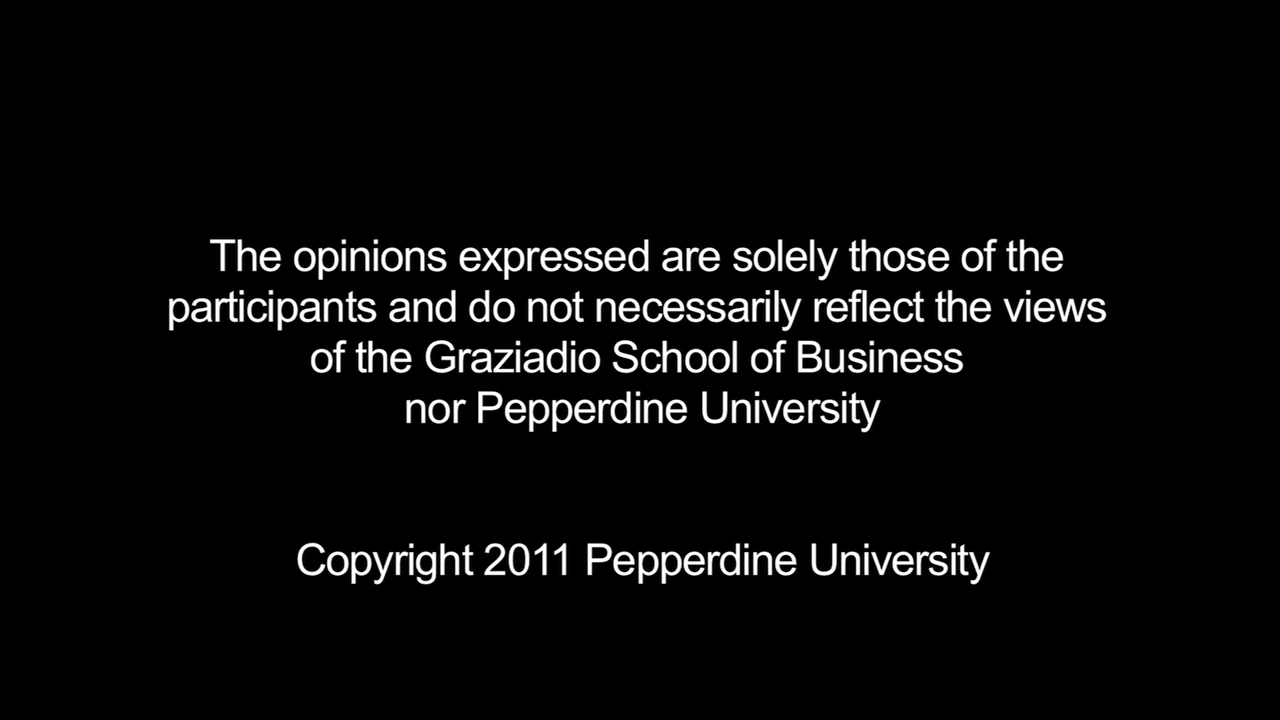 The opinions expressed are solely those of the
participants and do not necessarily reflect the views
of the Graziadio School of Business
nor Pepperdine University
Copyright 2011 Pepperdine University